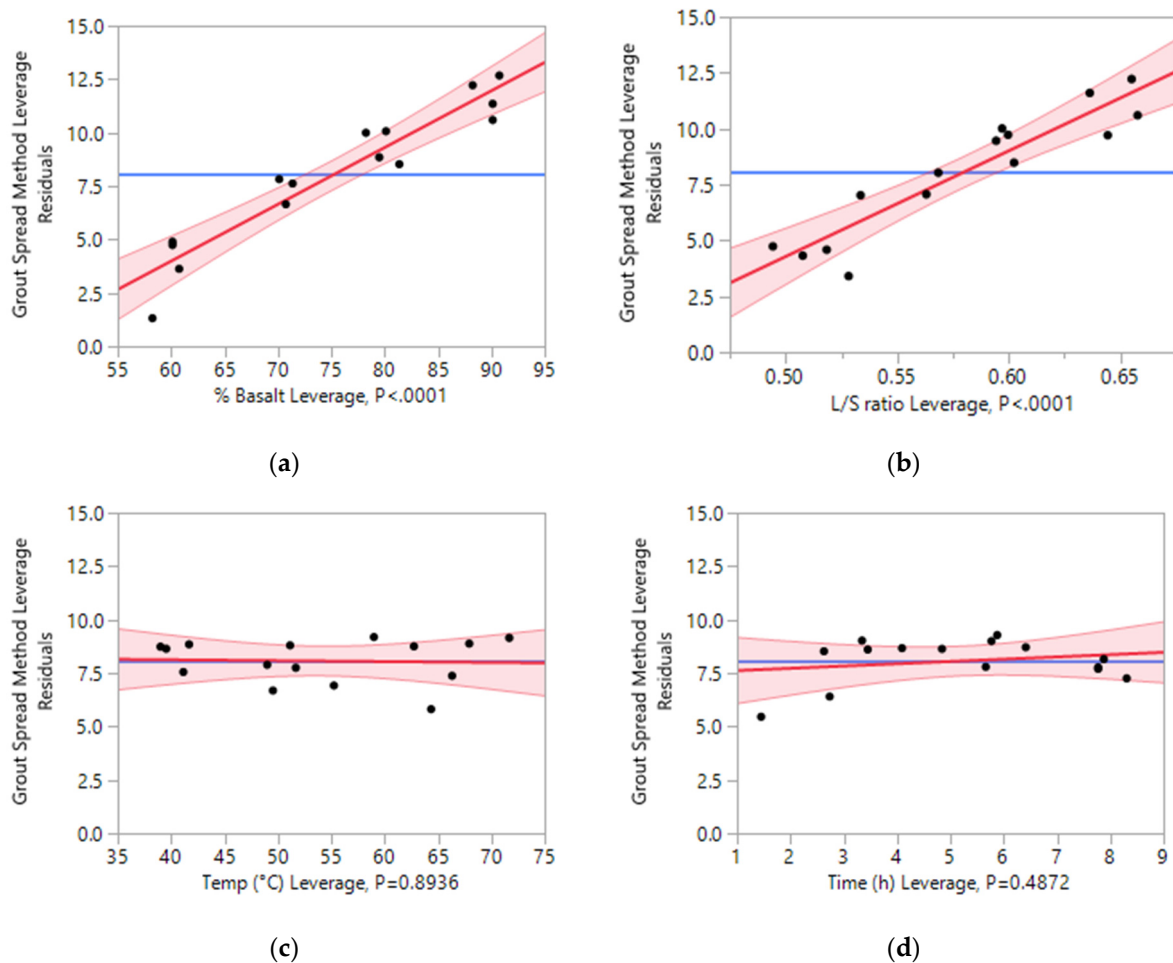 Grout Spread Method Leverage
Residuals
15.0
12.5
10.0
7.5
5.0
2.5
0.0
55 60 65 70 75 80 85 90 95
% Basalt Leverage, P<.0001
(a)
Grout Spread Method Leverage
Residuals
15.0
12.5
10.0
7.5
5.0
2.5
0.0
0.50 0.55 0.60 0.65
L/S ratio Leverage, P<.0001
(b)
Grout Spread Method Leverage
Residuals
15.0
12.5
10.0
7.5
5.0
2.5
0.0
35 40 45 50 55 60 65 70 75
Temp (°C) Leverage, P=0.8936
(c)
Grout Spread Method Leverage
Residuals
15.0
12.5
10.0
7.5
5.0
2.5
0.0
1 2 3 4 5 6 7 8 9
Time (h) Leverage, P=0.4872
(d)